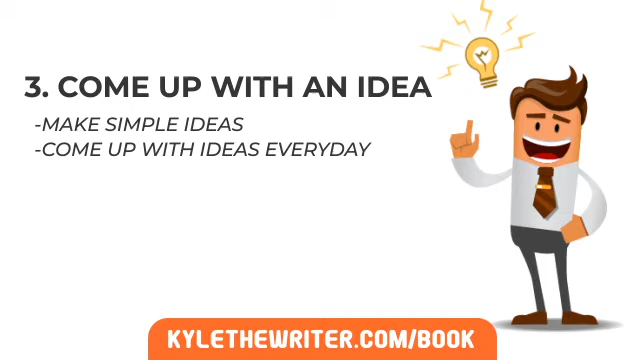 3. COME UP WITH AN IDEA
-MAKE SIMPLE IDEAS
-COME UP WITH IDEAS EVERYDAY
KYLETHEWRITER.COM/BOOK